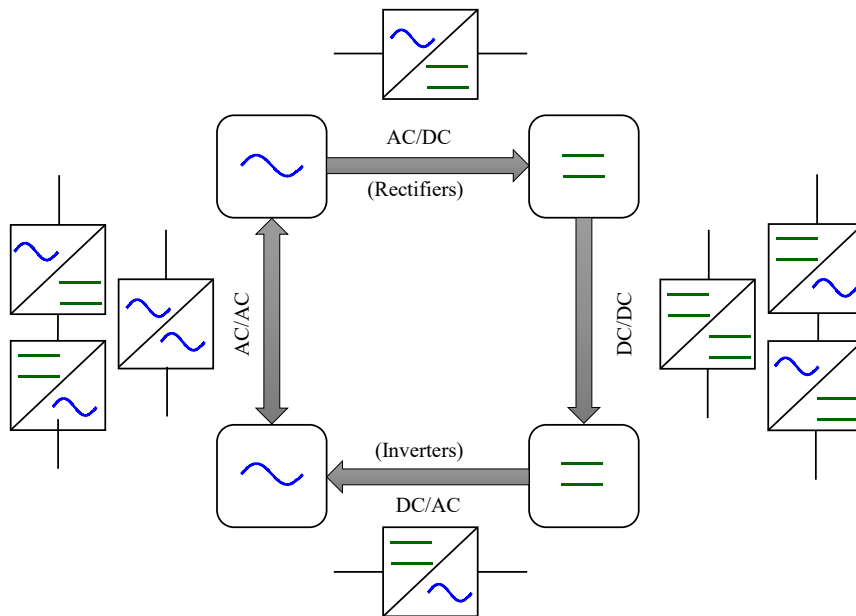 AC/DC
(Rectifiers)
AC/AC
DC/DC
(Inverters)
DC/AC